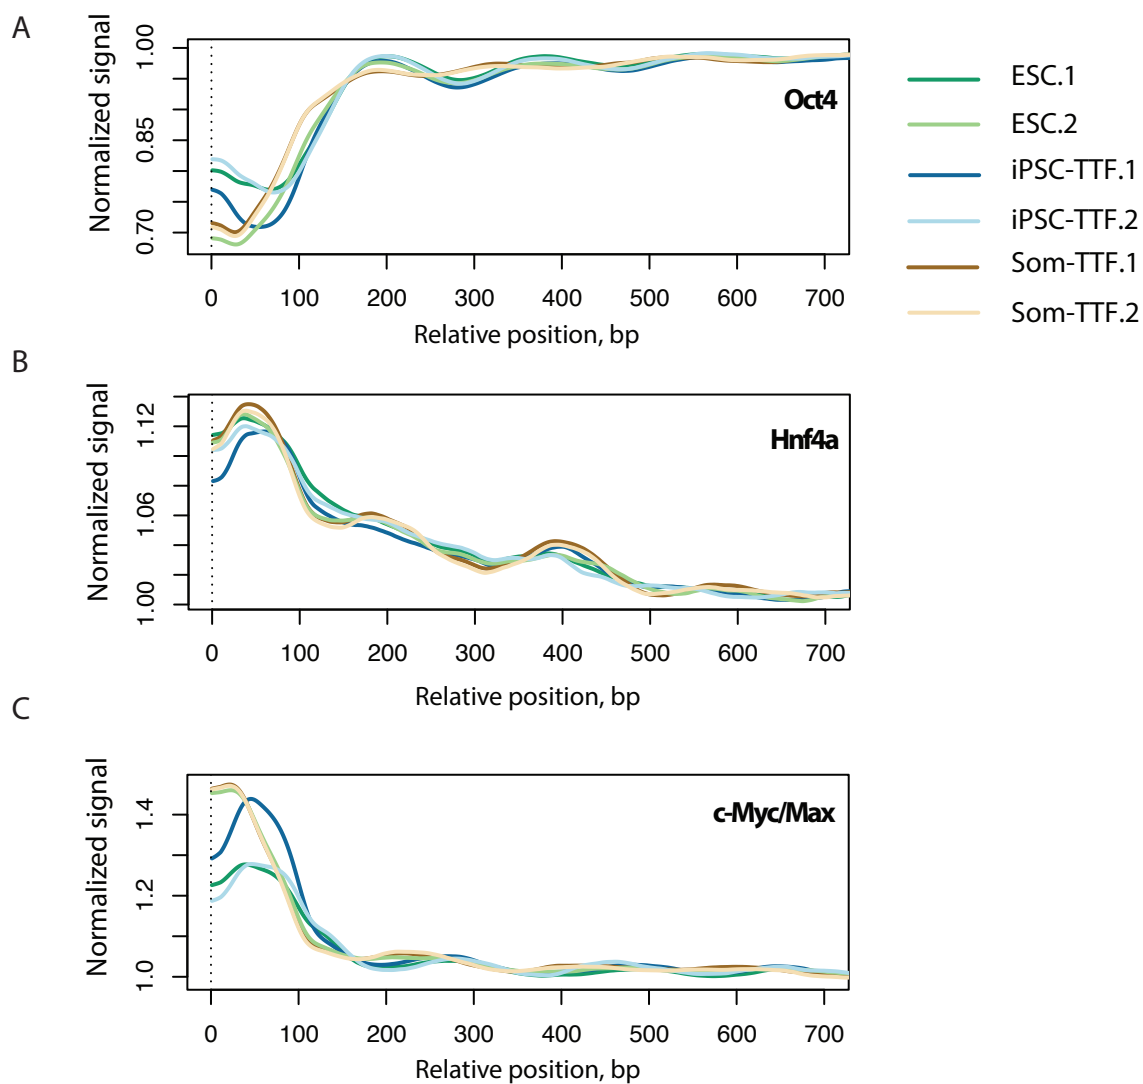 A
Normalized signal
1.00
0.85
0.70
Oct4
0 100 200 300 400 500 600 700
Relative position, bp
ESC.1
ESC.2
iPSC-TTF.1
iPSC-TTF.2
Som-TTF.1
Som-TTF.2
B
Normalized signal
1.12
1.06
1.00
Hnf4a
0 100 200 300 400 500 600 700
Relative position, bp
C
Normalized signal
1.4
1.2
1.0
c-Myc/Max
0 100 200 300 400 500 600 700
Relative position, bp